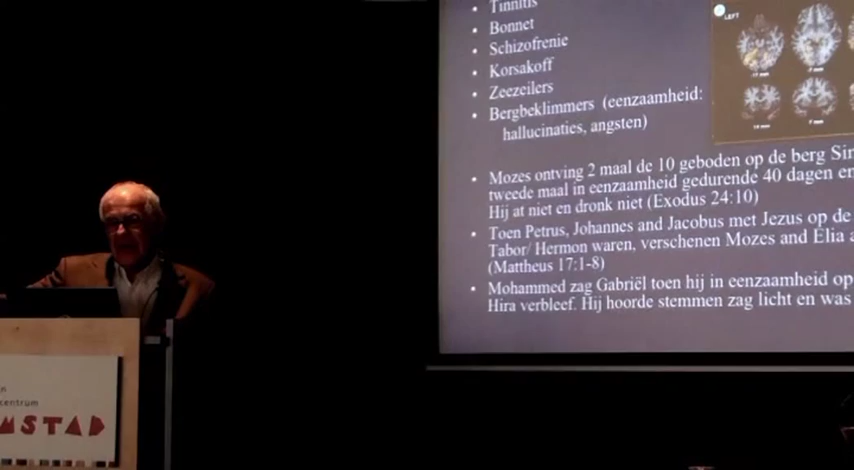 Tinnitis
Bonnet
Schizofrenie
Korsakoff
Zeezeilers
Bergbeklimmers (eenzaamheid:
hallucinaties, angsten)
Mozes ontving 2 maal de 10 geboden op de berg Sin
tweede maal in eenzaamheid gedurende 40 dagen en
Hij at niet en dronk niet (Exodus 24:10)
Toen Petrus, Johannes and Jacobus met Jezus op de
Tabor/ Hermon waren, verschenen Mozes and Elia a
(Mattheus 17:1-8)
Mohammed zag Gabriël toen hij in eenzaamheid op
Hira verbleef. Hij hoorde stemmen zag licht en was
LEFT
centrum
MSTAD